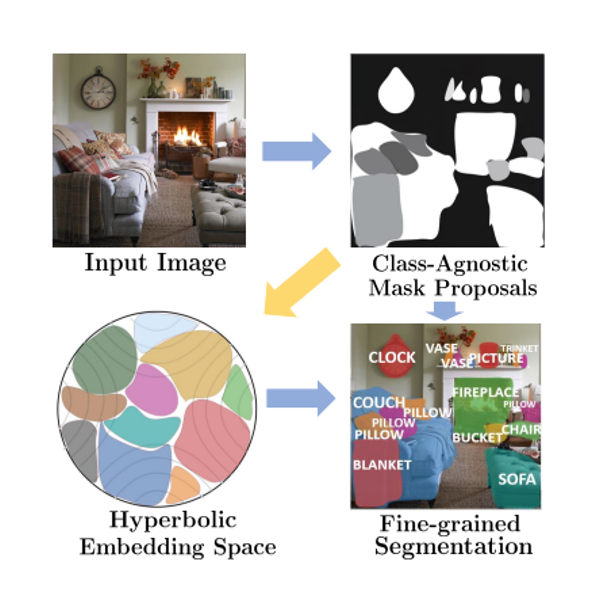 Input Image
Class-Agnostic
Mask Proposals
CLOCK
VASE
TRINKET
VASE
PICTURE
FIREPLACE
COUCH
PILLOW
PILLOW
PILLOW
PILLOW
BUCKET
CHAIR
BLANKET
SOFA
Hyperbolic
Embedding Space
Fine-grained
Segmentation